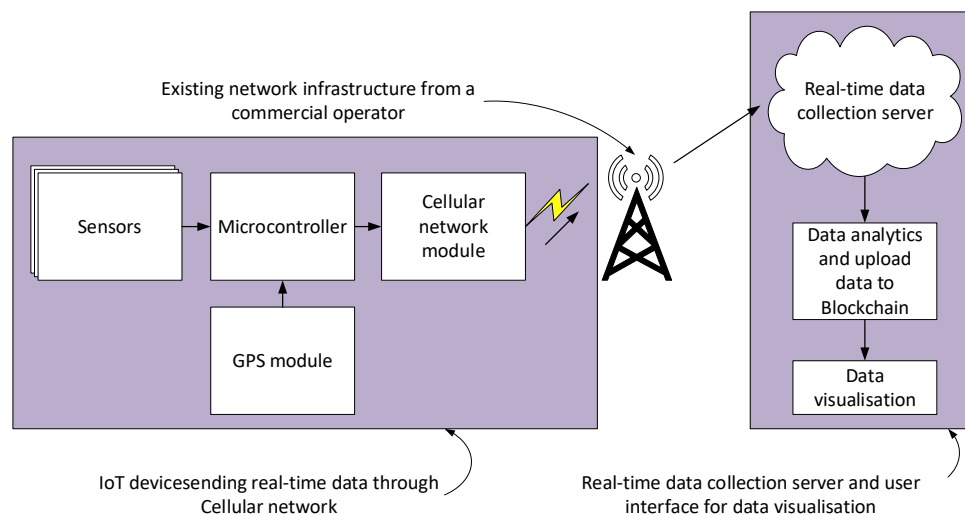 Existing network infrastructure from a
commercial operator
Real-time data
collection server
Sensors
Microcontroller
Cellular
network
module
GPS module
Data analytics
and upload
data to
Blockchain
Data
visualisation
IoT devicesending real-time data through
Cellular network
Real-time data collection server and user
interface for data visualisation